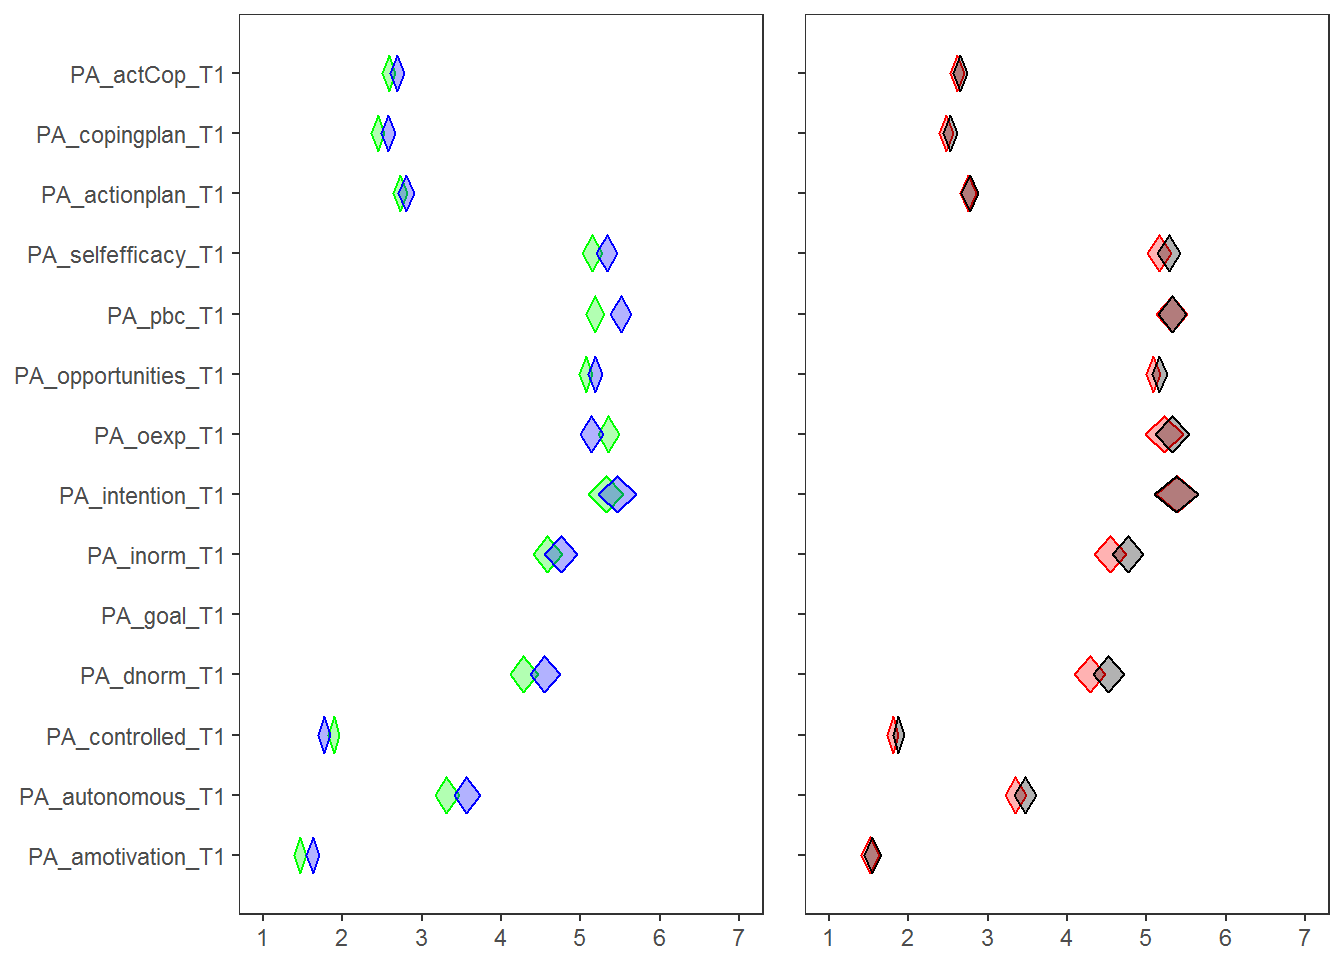 PA_actCop_T1
PA_copingplan_T1
PA_actionplan_T1
PA_selfefficacy_T1
PA_pbc_T1
PA_opportunities_T1
PA_oexp_T1
PA_intention_T1
PA_inorm_T1
PA_goal_T1
PA_dnorm_T1
PA_controlled_T1
PA_autonomous_T1
PA_amotivation_T1
1 2 3 4 5 6 7 1 2 3 4 5 6 7